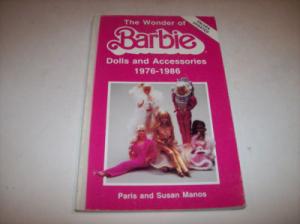 The Wonder of
Barbie
Dolls and Accessories
1976-1986
Paris and Susan Manos